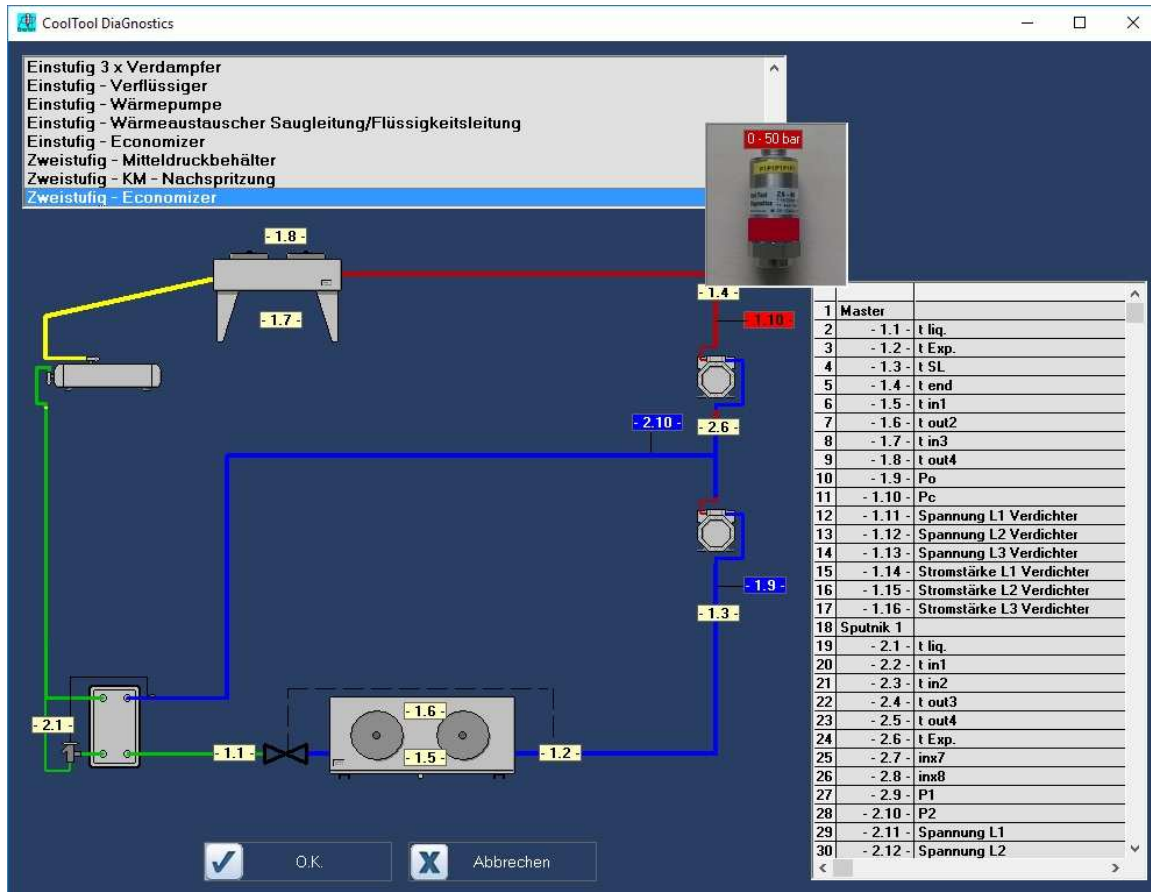 CoolTool DiaGnostics
Einstufig 3 x Verdampfer
Einstufig - Verflüssiger
Einstufig - Wärmepumpe
Einstufig - Wärmeaustauscher Saugleitung/Flüssigkeitsleitung
Einstufig - Economizer
Zweistufig - Mitteldruckbehälter
Zweistufig - KM - Nachspritzung
Zweistufig - Economizer
0 - 50 bar
- 1.8 -
- 1.7 -
- 1.4 -
- 1.10 -
- 2.10 -
- 2.6 -
- 1.9 -
- 1.3 -
- 2.1 -
- 1.1 -
- 1.6 -
- 1.5 -
- 1.2 -
1 Master
2 - 1.1 - t liq.
3 - 1.2 - t Exp.
4 - 1.3 - t SL
5 - 1.4 - t end
6 - 1.5 - t in1
7 - 1.6 - t out2
8 - 1.7 - t in3
9 - 1.8 - t out4
10 - 1.9 - Po
11 - 1.10 - Pc
12 - 1.11 - Spannung L1 Verdichter
13 - 1.12 - Spannung L2 Verdichter
14 - 1.13 - Spannung L3 Verdichter
15 - 1.14 - Stromstärke L1 Verdichter
16 - 1.15 - Stromstärke L2 Verdichter
17 - 1.16 - Stromstärke L3 Verdichter
18 Sputnik 1
19 - 2.1 - t liq.
20 - 2.2 - t in1
21 - 2.3 - t in2
22 - 2.4 - t out3
23 - 2.5 - t out4
24 - 2.6 - t Exp.
25 - 2.7 - inx7
26 - 2.8 - inx8
27 - 2.9 - P1
28 - 2.10 - P2
29 - 2.11 - Spannung L1
30 - 2.12 - Spannung L2
O.K.
Abbrechen